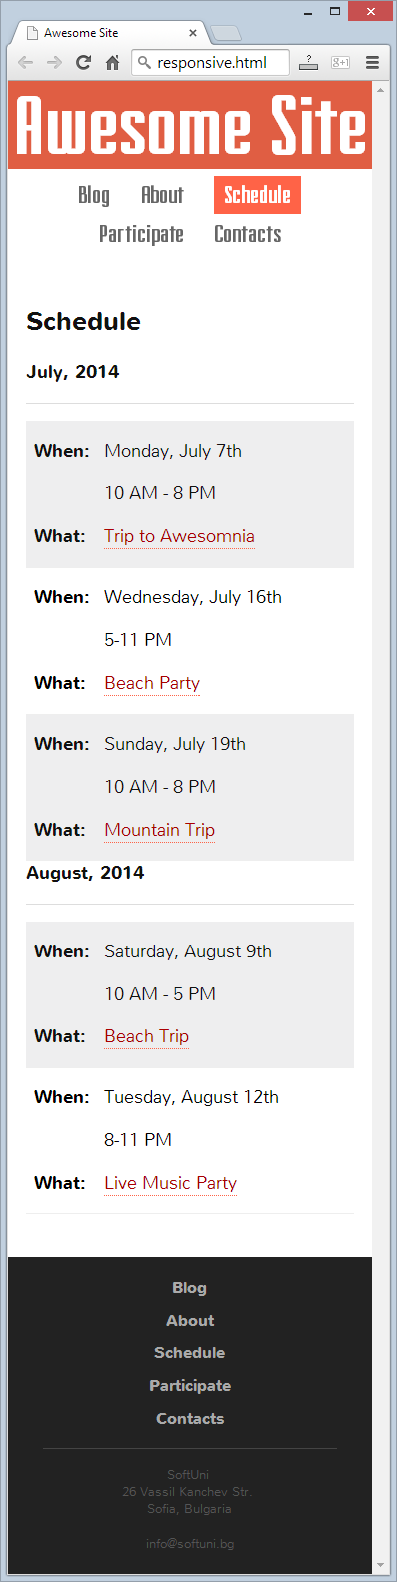 Awesome Site
responsive.html
Awesome Site
Blog About Schedule
Participate Contacts
Schedule
July, 2014
When: Monday, July 7th
10 AM - 8 PM
What: Trip to Awesomnia
When: Wednesday, July 16th
5-11 PM
What: Beach Party
When: Sunday, July 19th
10 AM - 8 PM
What: Mountain Trip
August, 2014
When: Saturday, August 9th
10 AM - 5 PM
What: Beach Trip
When: Tuesday, August 12th
8-11 PM
What: Live Music Party
Blog
About
Schedule
Participate
Contacts
SoftUni
26 Vassil Kanchev Str.
Sofia, Bulgaria
info@softuni.bg